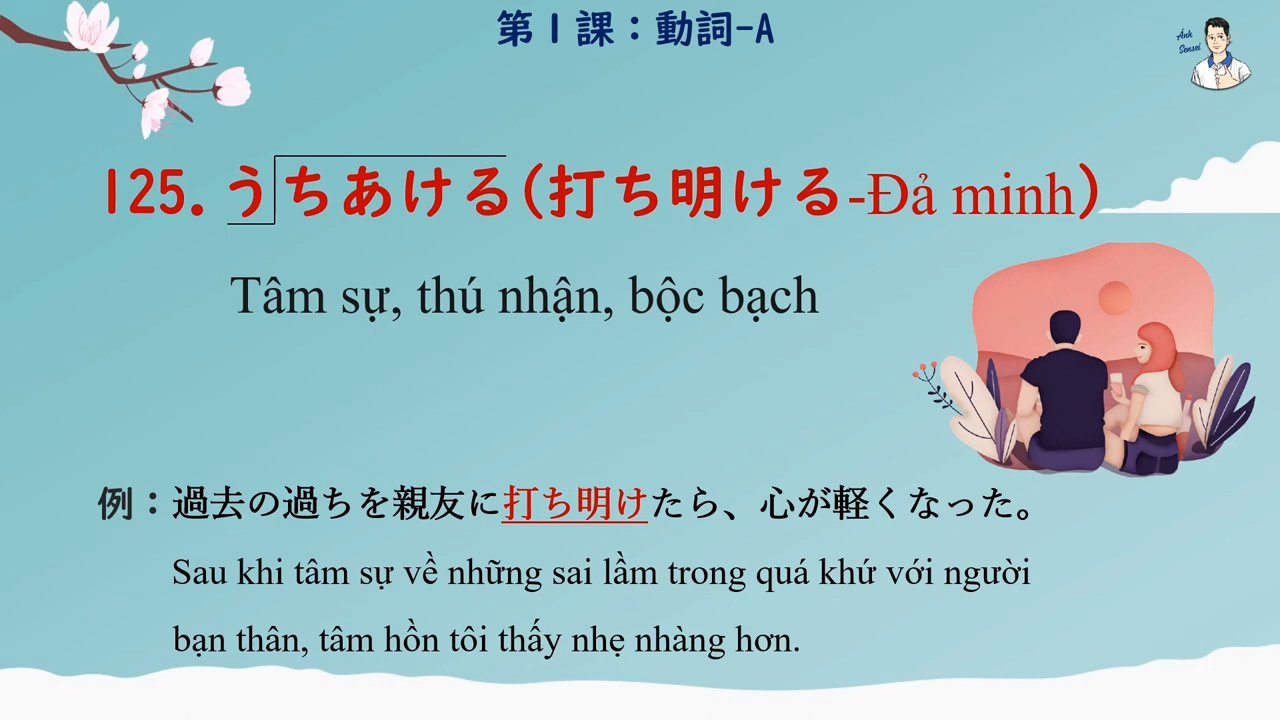 第1課：動詞-A
Ánh
Sensei
125. うちあける(打ち明ける-Đả minh)
Tâm sự, thú nhận, bộc bạch
例：過去の過ちを親友に打ち明けたら、心が軽くなった。
Sau khi tâm sự về những sai lầm trong quá khứ với người
bạn thân, tâm hồn tôi thấy nhẹ nhàng hơn.